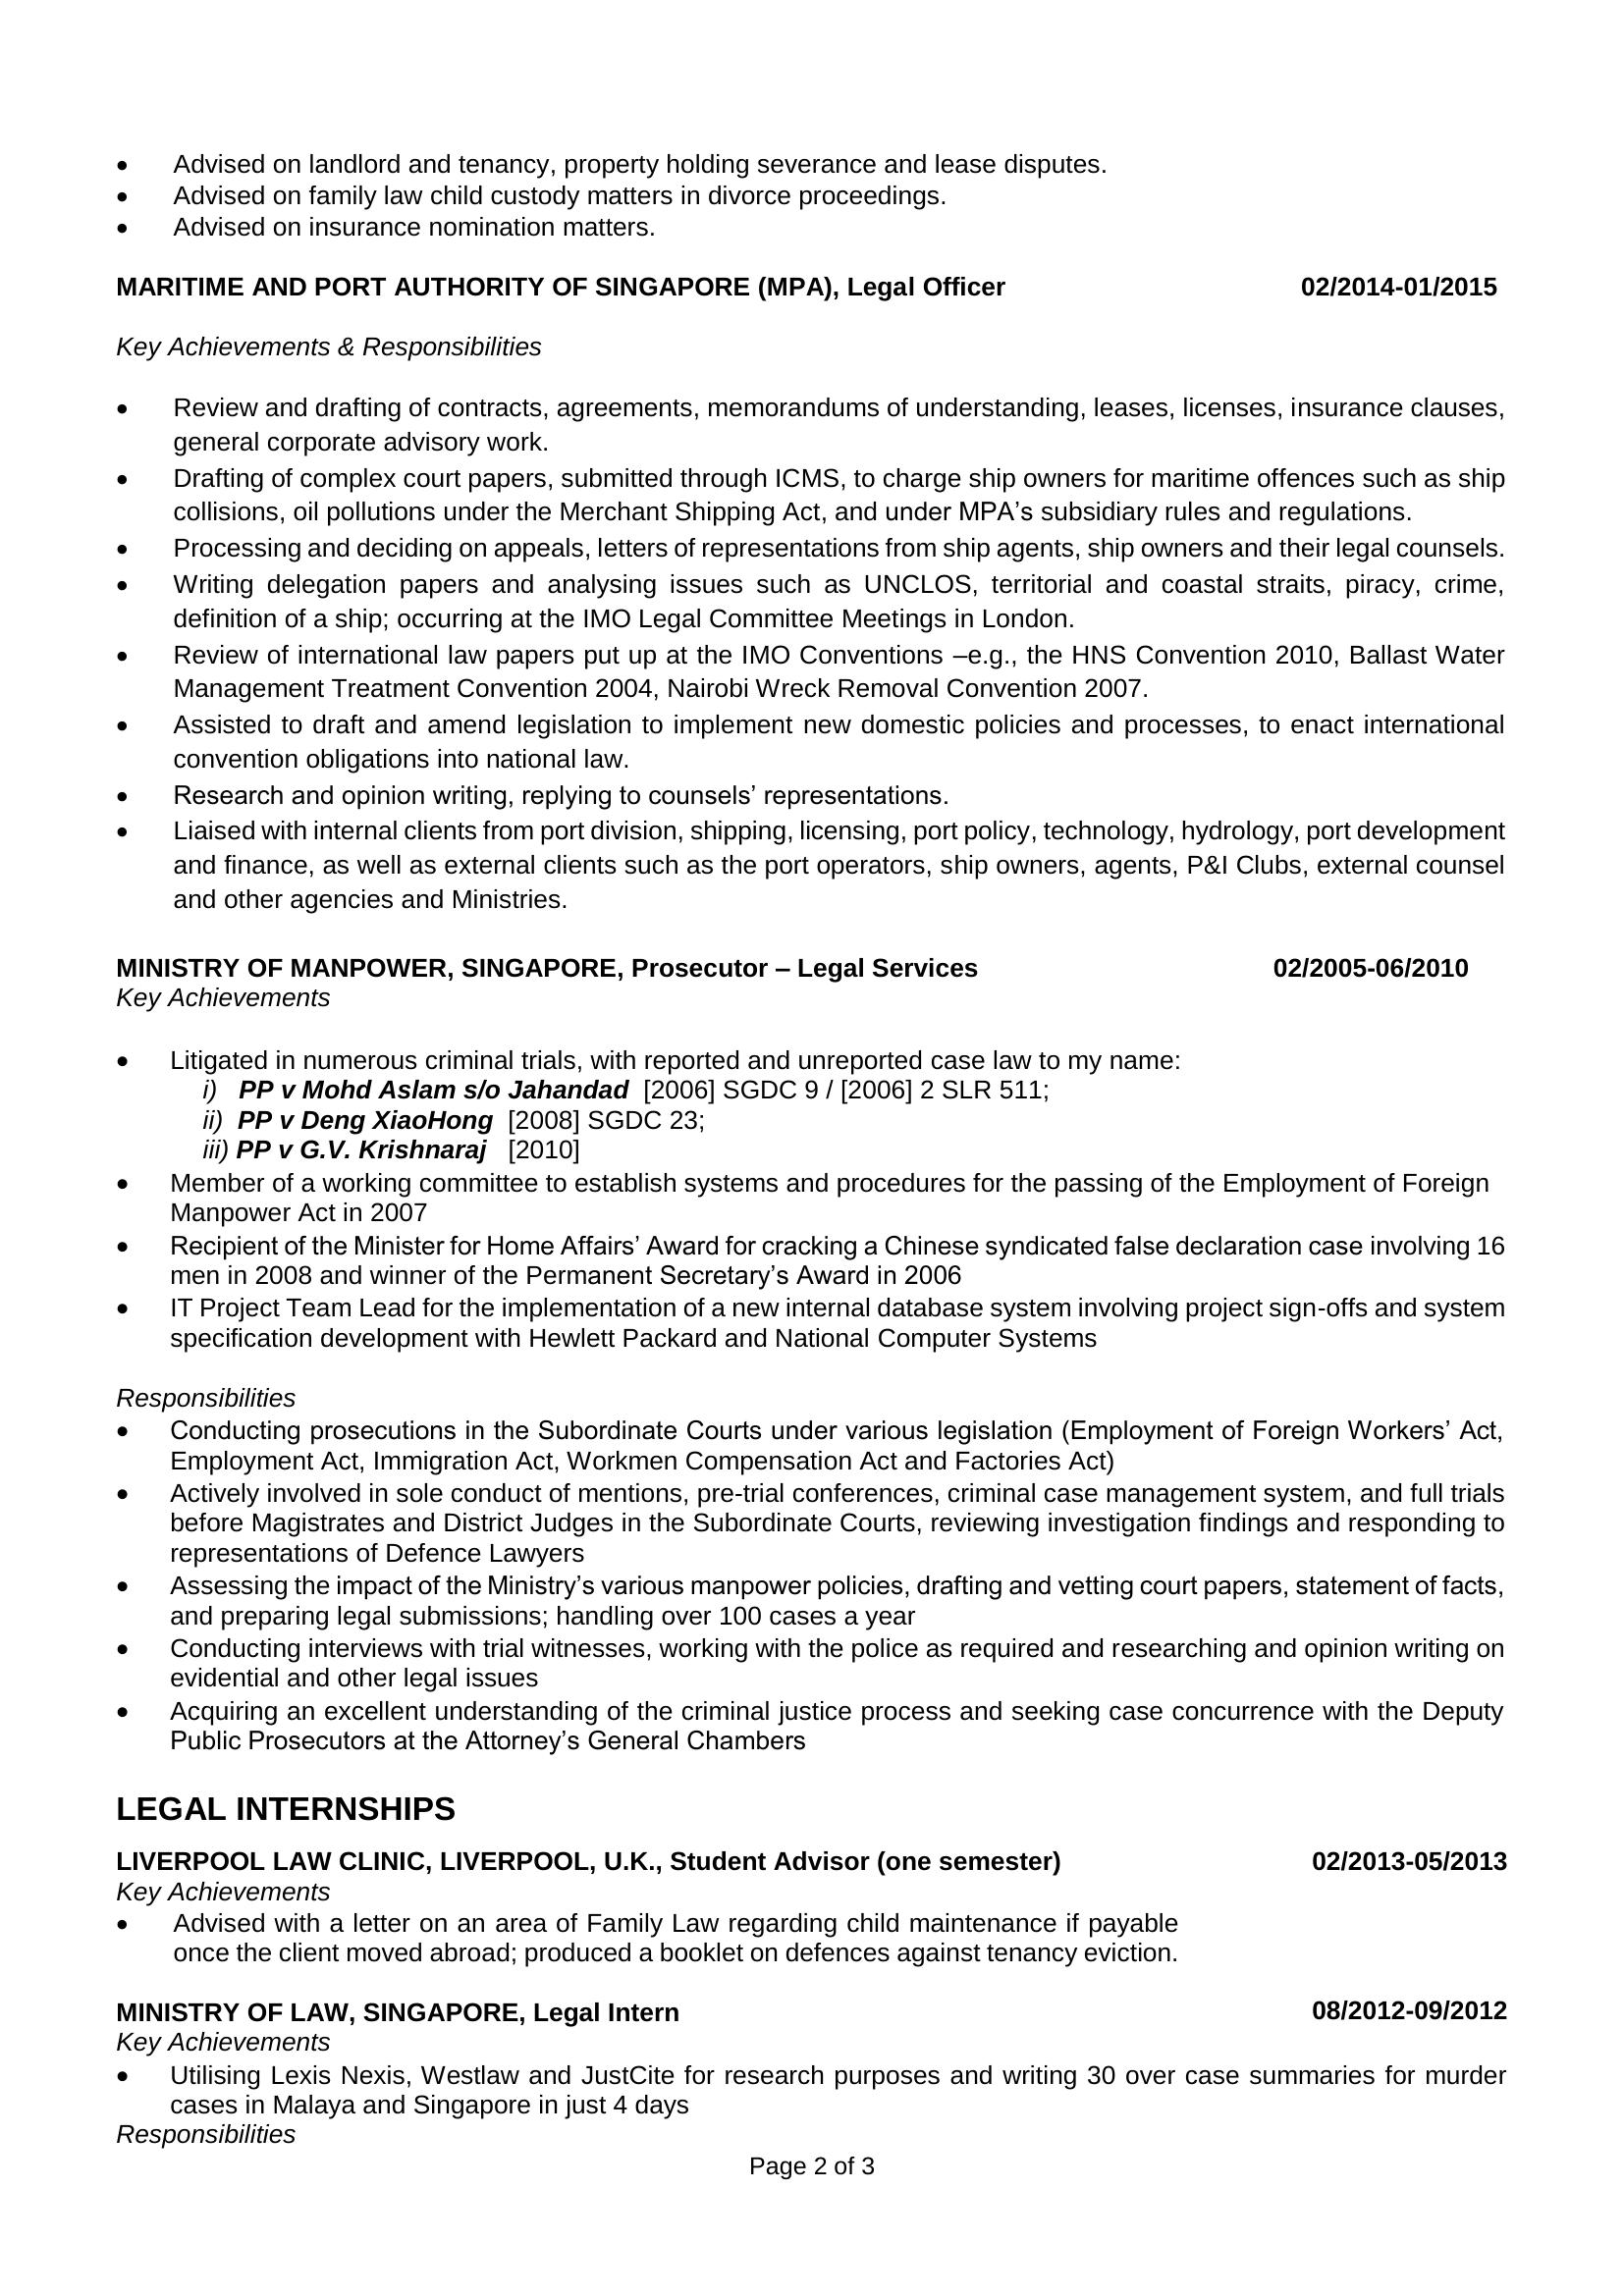 • Advised on landlord and tenancy, property holding severance and lease disputes.
• Advised on family law child custody matters in divorce proceedings.
• Advised on insurance nomination matters.
MARITIME AND PORT AUTHORITY OF SINGAPORE (MPA), Legal Officer 02/2014-01/2015
Key Achievements & Responsibilities
• Review and drafting of contracts, agreements, memorandums of understanding, leases, licenses, insurance clauses,
general corporate advisory work.
• Drafting of complex court papers, submitted through ICMS, to charge ship owners for maritime offences such as ship
collisions, oil pollutions under the Merchant Shipping Act, and under MPA’s subsidiary rules and regulations.
• Processing and deciding on appeals, letters of representations from ship agents, ship owners and their legal counsels.
• Writing delegation papers and analysing issues such as UNCLOS, territorial and coastal straits, piracy, crime,
definition of a ship; occurring at the IMO Legal Committee Meetings in London.
• Review of international law papers put up at the IMO Conventions –e.g., the HNS Convention 2010, Ballast Water
Management Treatment Convention 2004, Nairobi Wreck Removal Convention 2007.
• Assisted to draft and amend legislation to implement new domestic policies and processes, to enact international
convention obligations into national law.
• Research and opinion writing, replying to counsels’ representations.
• Liaised with internal clients from port division, shipping, licensing, port policy, technology, hydrology, port development
and finance, as well as external clients such as the port operators, ship owners, agents, P&I Clubs, external counsel
and other agencies and Ministries.
MINISTRY OF MANPOWER, SINGAPORE, Prosecutor – Legal Services 02/2005-06/2010
Key Achievements
• Litigated in numerous criminal trials, with reported and unreported case law to my name:
i) PP v Mohd Aslam s/o Jahandad [2006] SGDC 9 / [2006] 2 SLR 511;
ii) PP v Deng XiaoHong [2008] SGDC 23;
iii) PP v G.V. Krishnaraj [2010]
• Member of a working committee to establish systems and procedures for the passing of the Employment of Foreign
Manpower Act in 2007
• Recipient of the Minister for Home Affairs’ Award for cracking a Chinese syndicated false declaration case involving 16
men in 2008 and winner of the Permanent Secretary’s Award in 2006
• IT Project Team Lead for the implementation of a new internal database system involving project sign-offs and system
specification development with Hewlett Packard and National Computer Systems
Responsibilities
• Conducting prosecutions in the Subordinate Courts under various legislation (Employment of Foreign Workers’ Act,
Employment Act, Immigration Act, Workmen Compensation Act and Factories Act)
• Actively involved in sole conduct of mentions, pre-trial conferences, criminal case management system, and full trials
before Magistrates and District Judges in the Subordinate Courts, reviewing investigation findings and responding to
representations of Defence Lawyers
• Assessing the impact of the Ministry’s various manpower policies, drafting and vetting court papers, statement of facts,
and preparing legal submissions; handling over 100 cases a year
• Conducting interviews with trial witnesses, working with the police as required and researching and opinion writing on
evidential and other legal issues
• Acquiring an excellent understanding of the criminal justice process and seeking case concurrence with the Deputy
Public Prosecutors at the Attorney’s General Chambers
LEGAL INTERNSHIPS
LIVERPOOL LAW CLINIC, LIVERPOOL, U.K., Student Advisor (one semester) 02/2013-05/2013
Key Achievements
• Advised with a letter on an area of Family Law regarding child maintenance if payable
once the client moved abroad; produced a booklet on defences against tenancy eviction.
MINISTRY OF LAW, SINGAPORE, Legal Intern 08/2012-09/2012
Key Achievements
• Utilising Lexis Nexis, Westlaw and JustCite for research purposes and writing 30 over case summaries for murder
cases in Malaya and Singapore in just 4 days
Responsibilities
Page 2 of 3